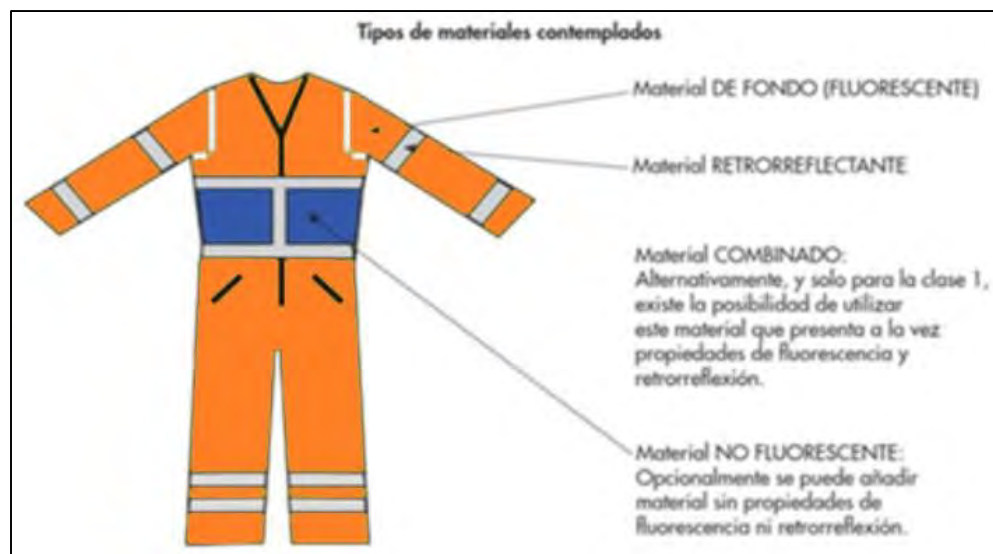 Tipos de materiales contemplados
Material DE FONDO (FLUORESCENTE)
Material RETRORREFLECTANTE
Material COMBINADO:
Alternativamente, y solo para la clase 1,
existe la posibilidad de utilizar
este material que presenta a la vez
propiedades de fluorescencia y
retrorreflexión.
Material NO FLUORESCENTE:
Opcionalmente se puede añadir
material sin propiedades de
fluorescencia ni retrorreflexión.